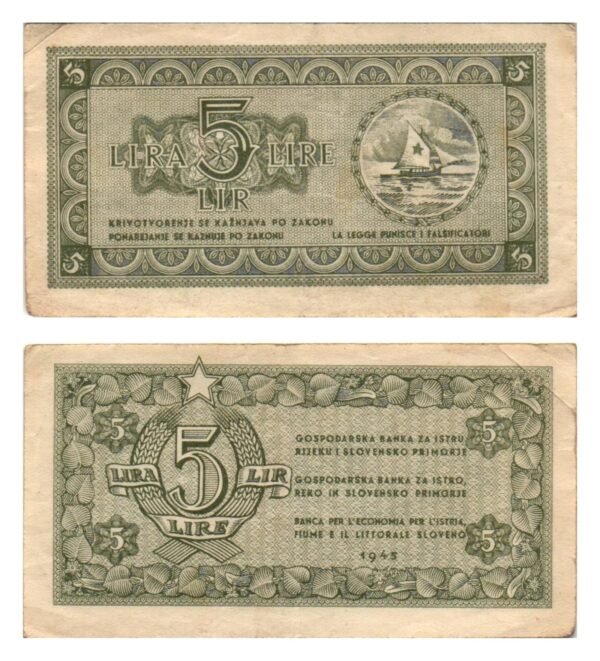 5 5
5
LIRA LIRE
LIR
KRIVOTVORENJE SE KAŽNJAVA PO ZAKONU
PONAREJANJE SE KAZNUJE PO ZAKONU LA LEGGE PUNISCE I FALSIFICATORI
5 5
5 5
5
LIRA LIR
LIRE
5 5
GOSPODARSKA BANKA ZA ISTRU,
RIJEKU I SLOVENSKO PRIMORJE
GOSPODARSKA BANKA ZA ISTRO,
REKO IN SLOVENSKO PRIMORJE
BANCA PER L'ECONOMIA PER L'ISTRIA,
FIUME E IL LITTORALE SLOVENO
1945